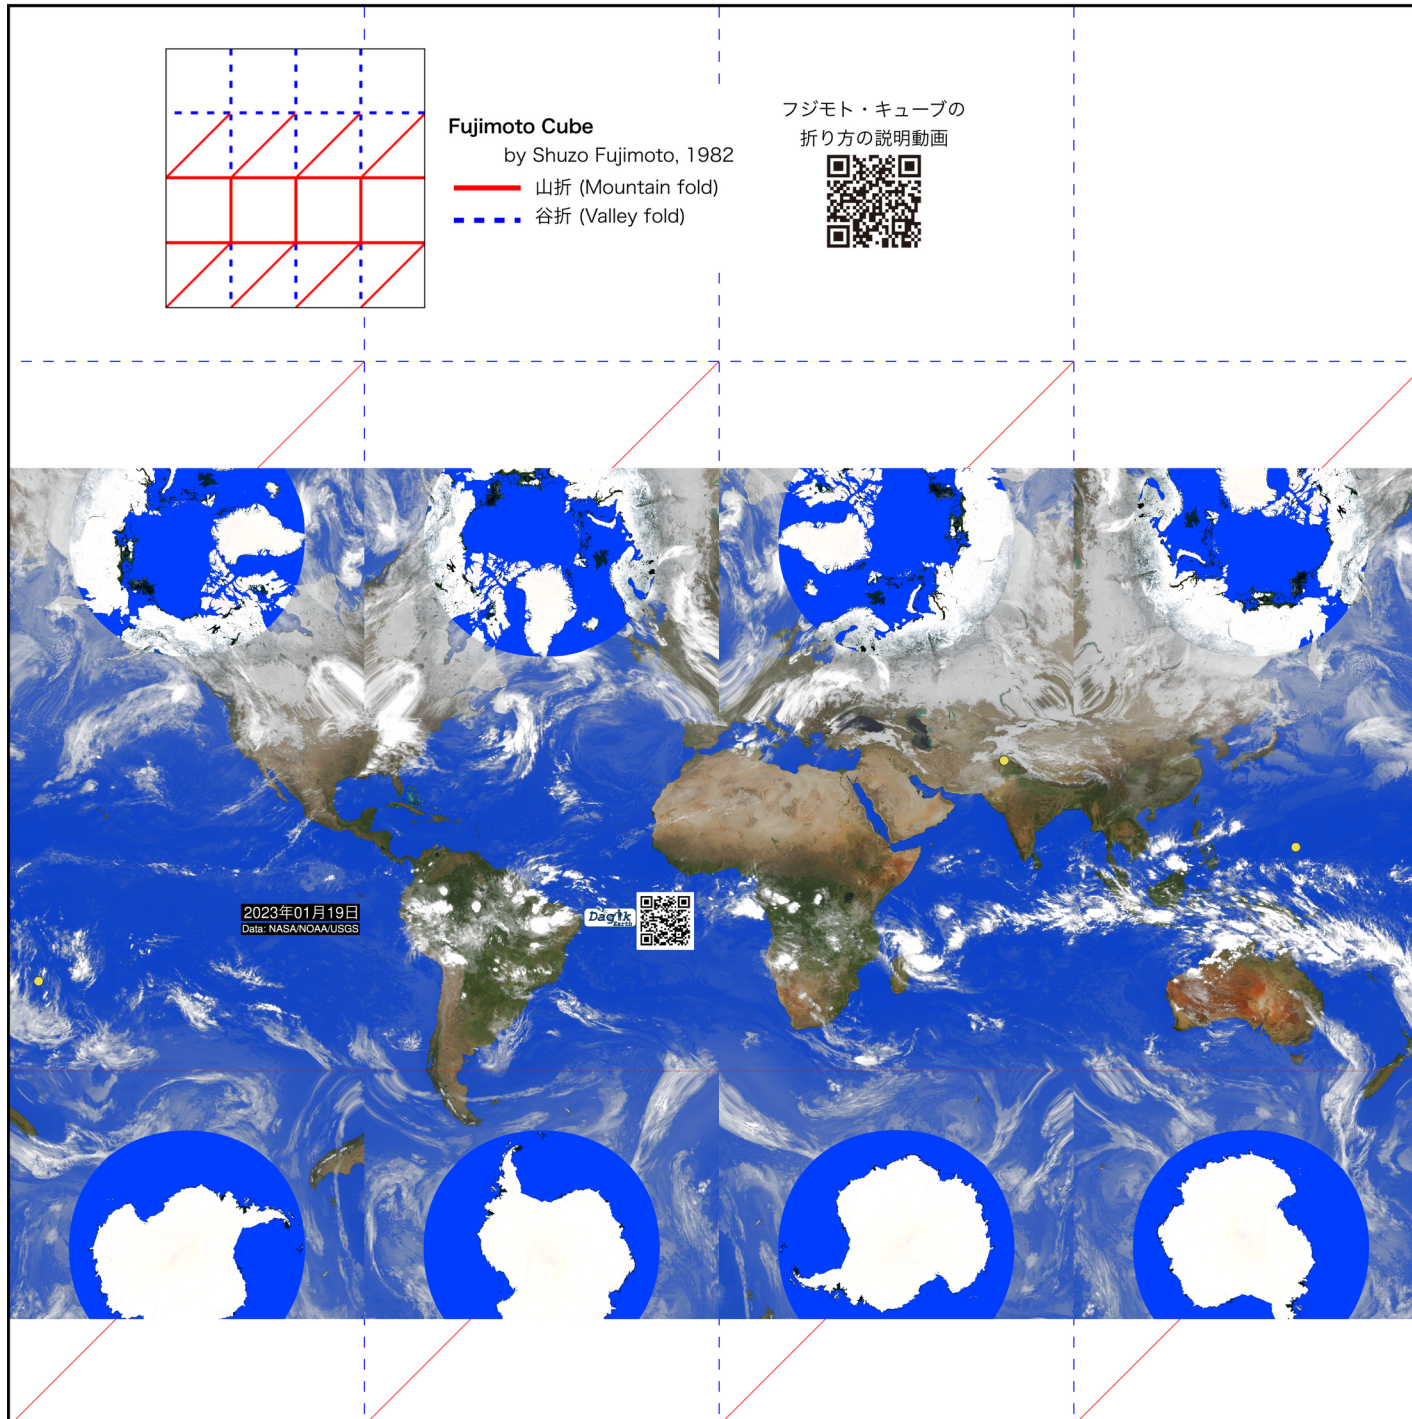 Fujimoto Cube
by Shuzo Fujimoto, 1982
山折 (Mountain fold)
谷折 (Valley fold)
フジモト・キューブの
折り方の説明動画
2023年01月19日
Data: NASA/NOAA/USGS
Dagik
Earth